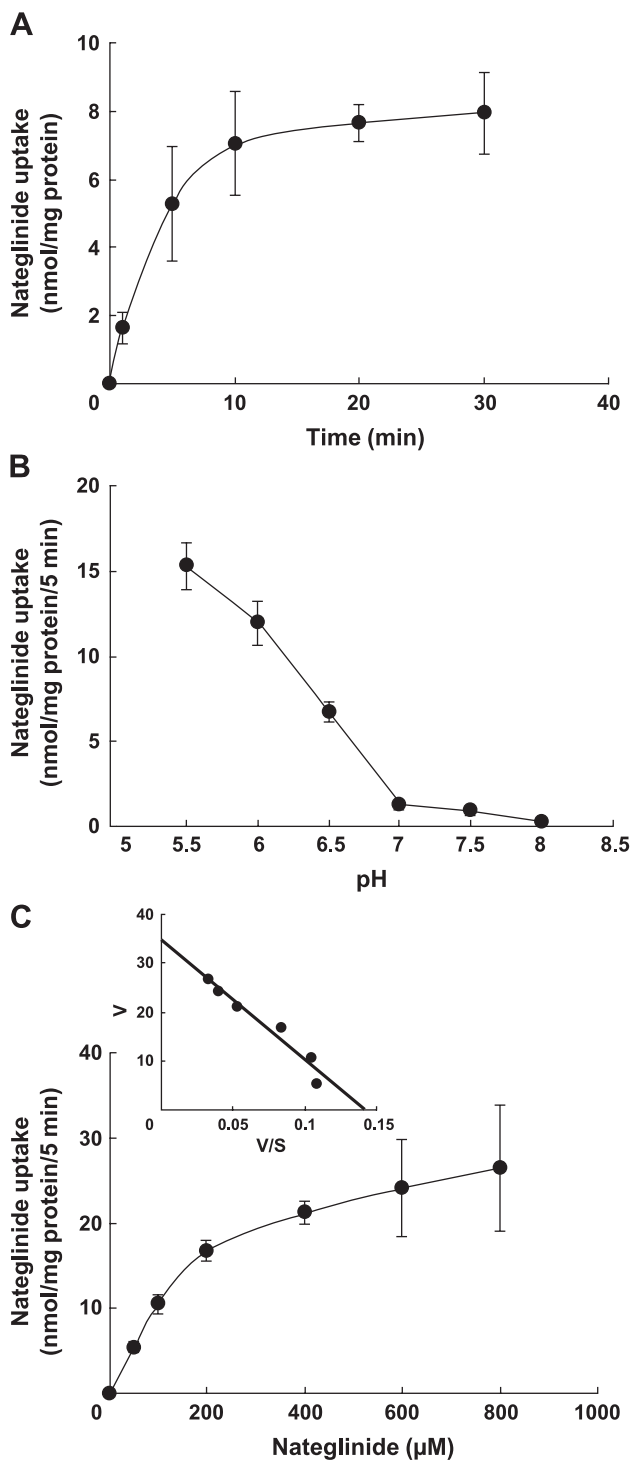 A
Nateglinide uptake
(nmol/mg protein)
10
8
6
4
2
0
10
20
30
40
Time (min)
B
Nateglinide uptake
(nmol/mg protein/5 min)
20
15
10
5
0
5
5.5
6
6.5
7
7.5
8
8.5
pH
C
40
30
20
10
V
0
0.05
0.1
0.15
V/S
Nateglinide uptake
(nmol/mg protein/5 min)
40
30
20
10
0
200
400
600
800
1000
Nateglinide (µM)